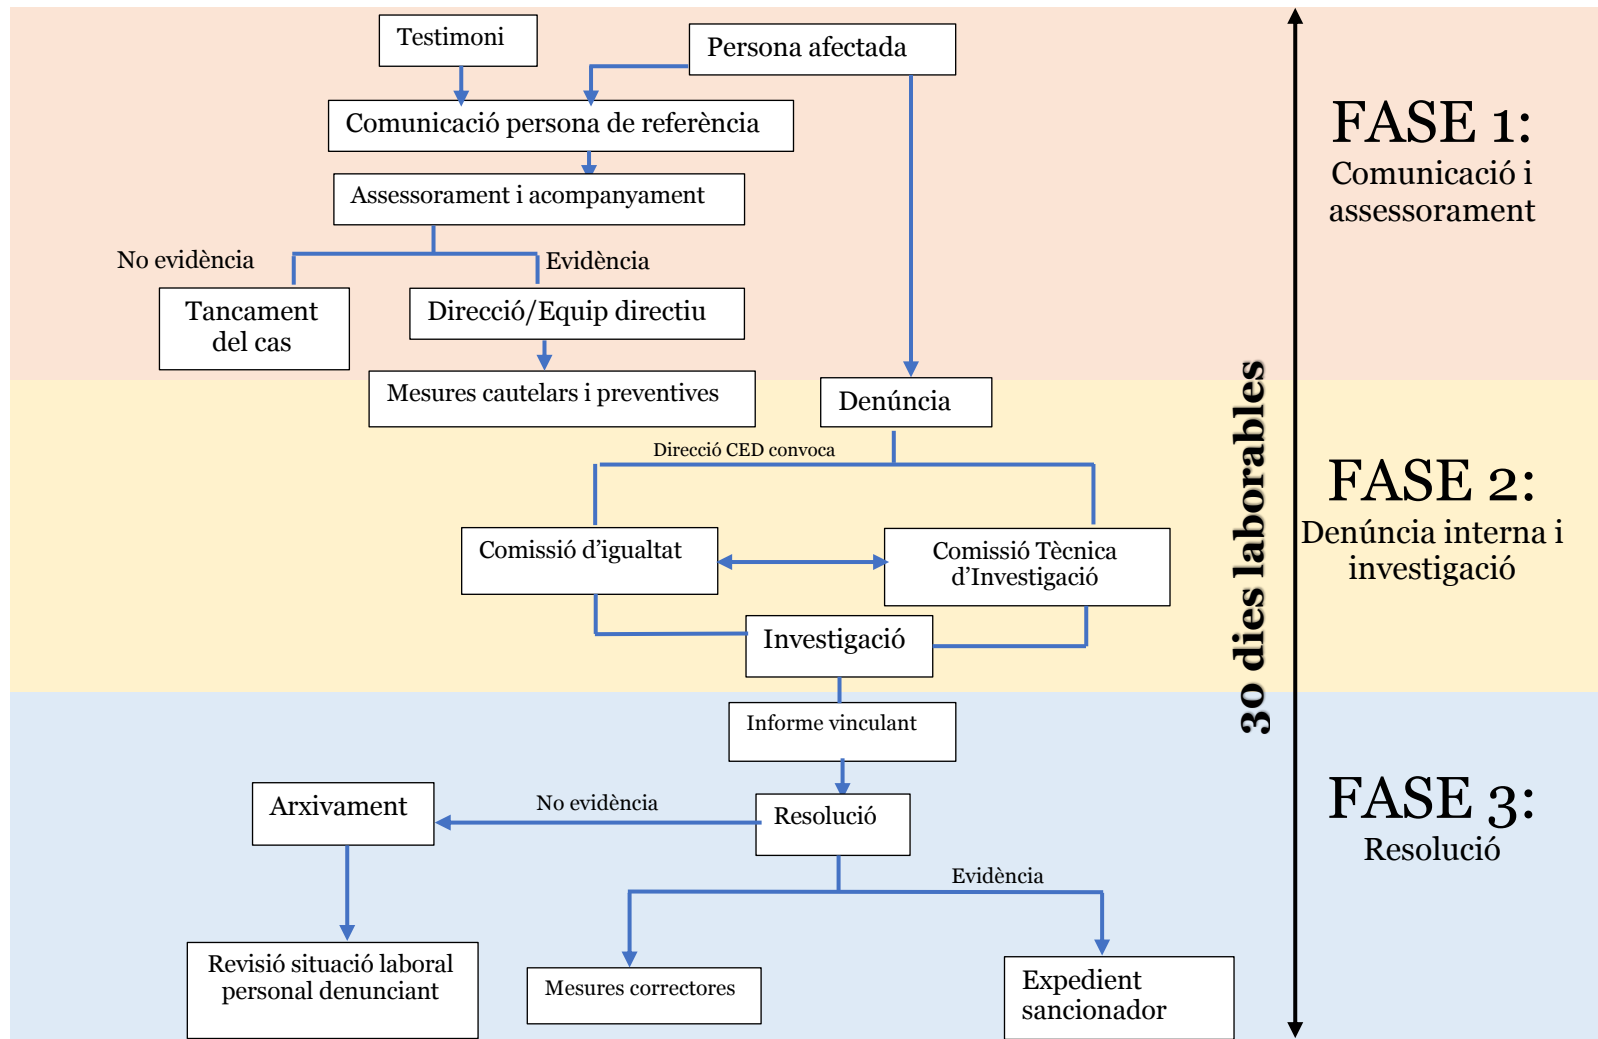 Testimoni
Persona afectada
Comunicació persona de referència
Assessorament i acompanyament
No evidència
Evidència
Tancament
del cas
Direcció/Equip directiu
Mesures cautelars i preventives
FASE 1:
Comunicació i
assessorament
Denúncia
Direcció CED convoca
Comissió d’igualtat
Comissió Tècnica
d’Investigació
Investigació
FASE 2:
Denúncia interna i
investigació
30 dies laborables
Informe vinculant
Arxivament
No evidència
Resolució
Evidència
Revisió situació laboral
personal denunciant
Mesures correctores
Expedient
sancionador
FASE 3:
Resolució